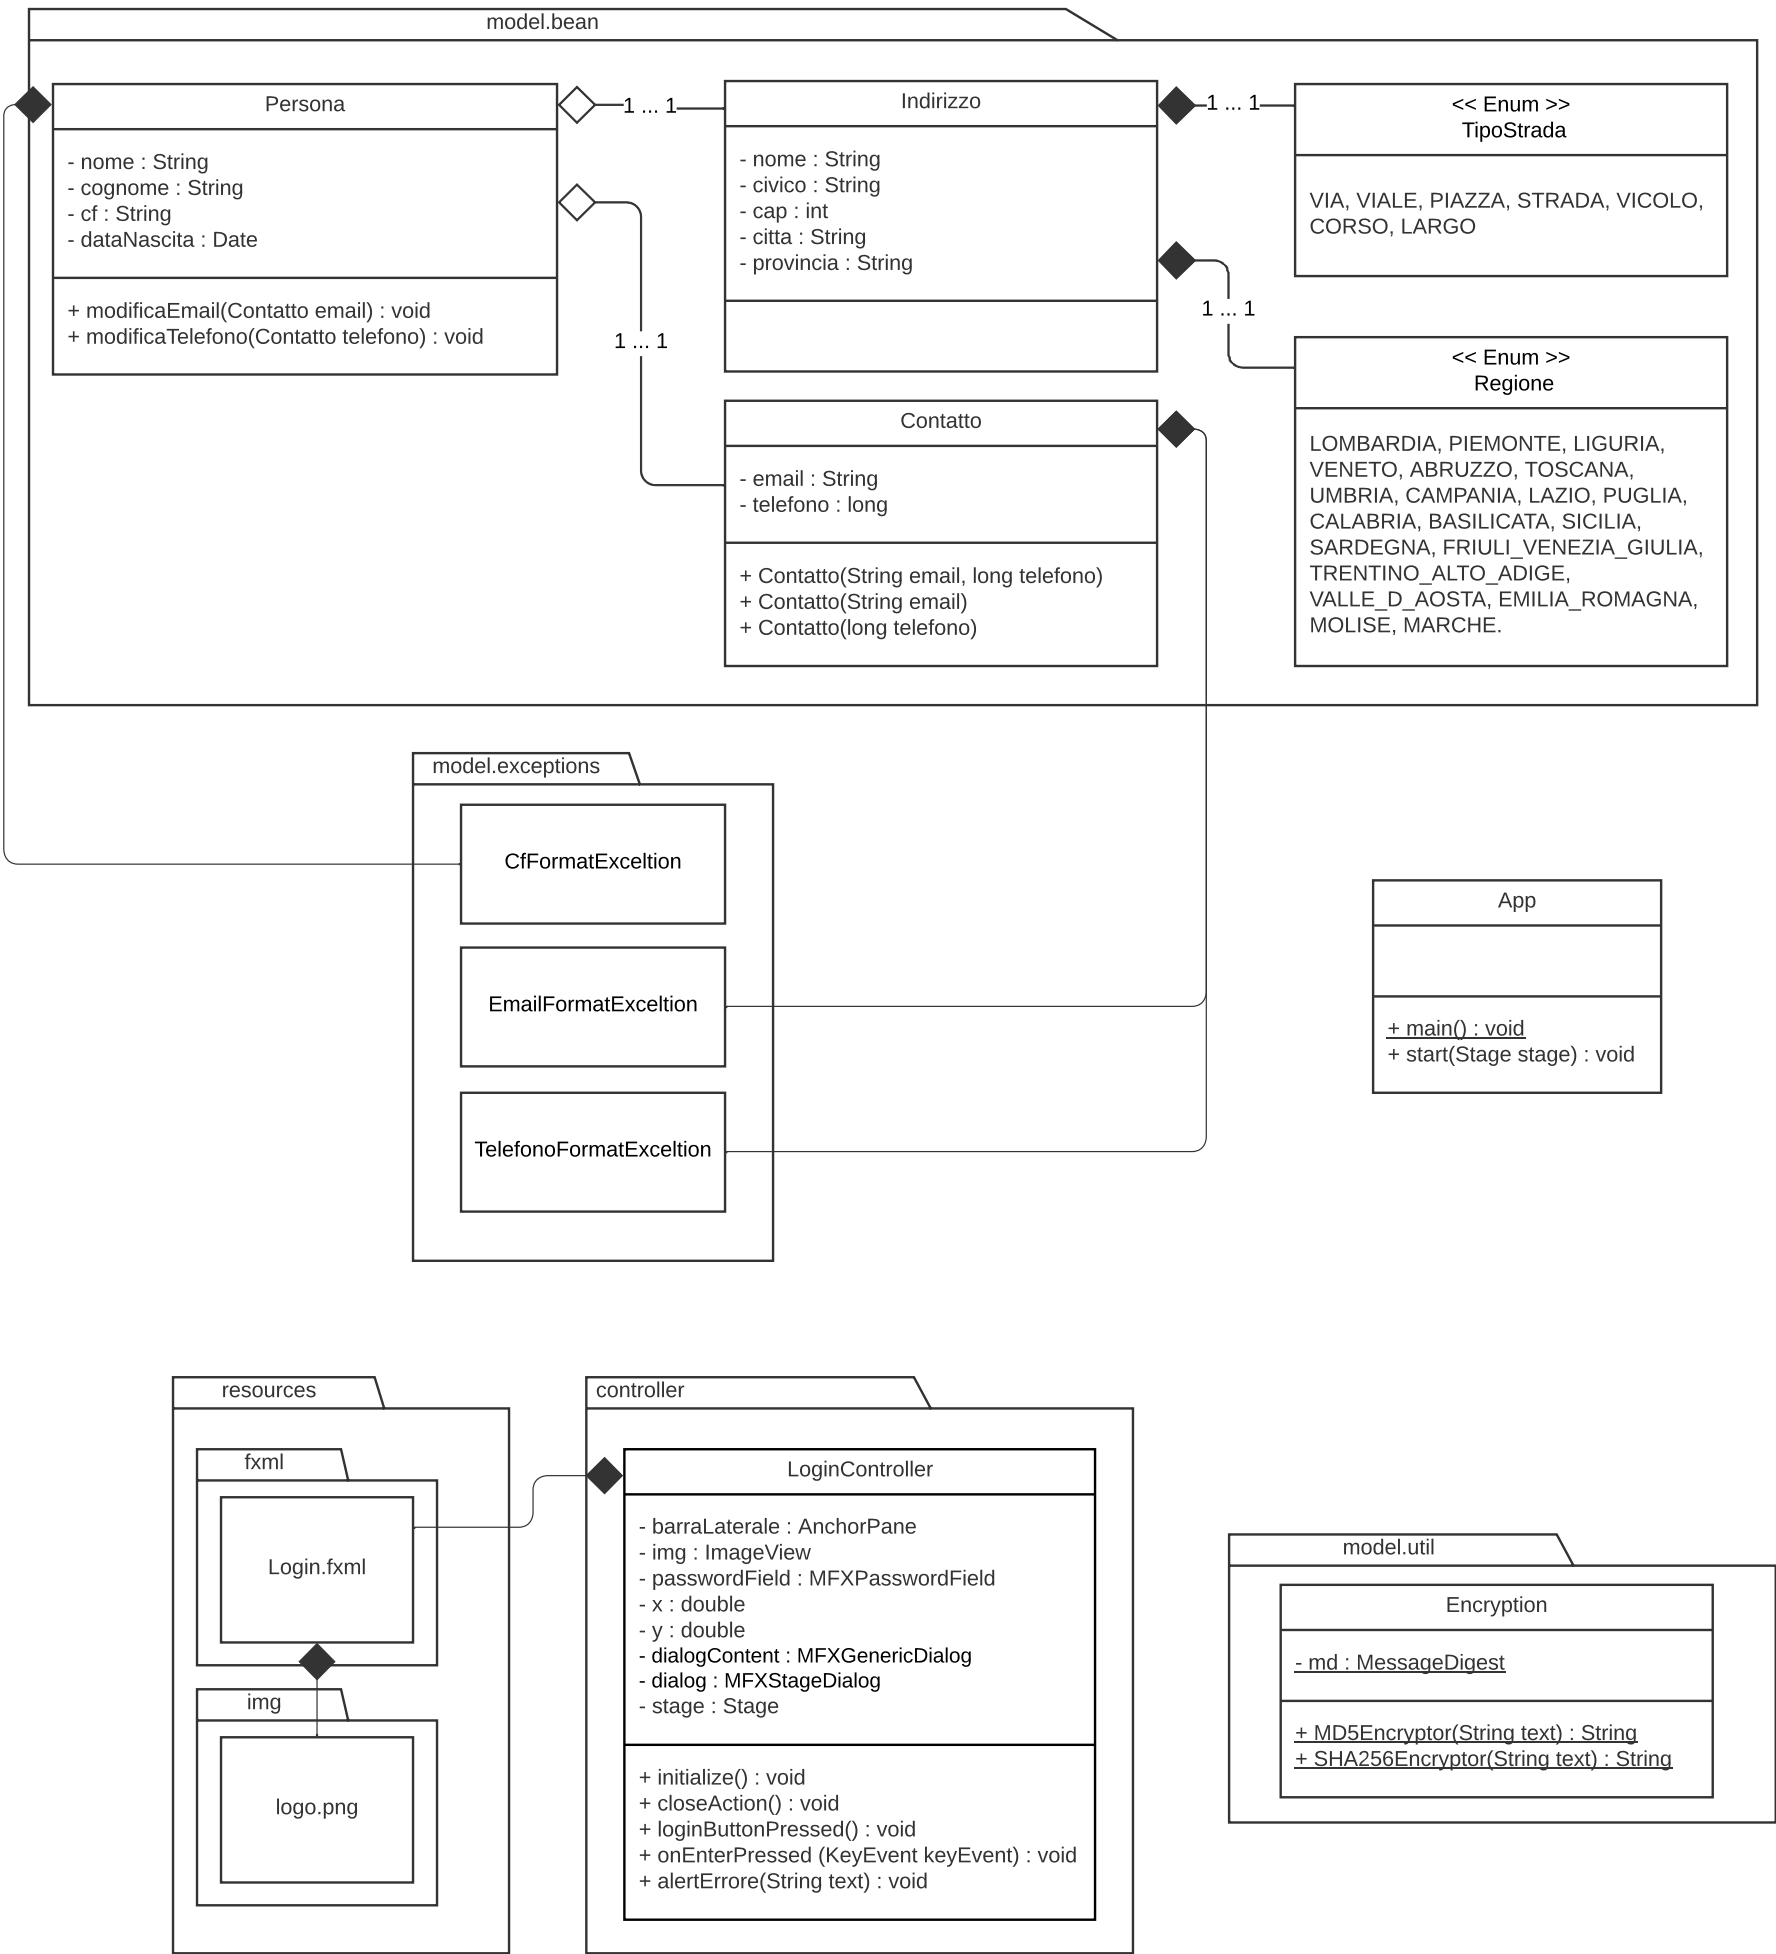 model.bean
Persona
- nome : String
- cognome : String
- cf : String
- dataNascita : Date
+ modificaEmail(Contatto email) : void
+ modificaTelefono(Contatto telefono) : void
1 ... 1
1 ... 1
Indirizzo
- nome : String
- civico : String
- cap : int
- citta : String
- provincia : String
1 ... 1
1 ... 1
<< Enum >>
TipoStrada
VIA, VIALE, PIAZZA, STRADA, VICOLO,
CORSO, LARGO
<< Enum >>
Regione
LOMBARDIA, PIEMONTE, LIGURIA,
VENETO, ABRUZZO, TOSCANA,
UMBRIA, CAMPANIA, LAZIO, PUGLIA,
CALABRIA, BASILICATA, SICILIA,
SARDEGNA, FRIULI_VENEZIA_GIULIA,
TRENTINO_ALTO_ADIGE,
VALLE_D_AOSTA, EMILIA_ROMAGNA,
MOLISE, MARCHE.
Contatto
- email : String
- telefono : long
+ Contatto(String email, long telefono)
+ Contatto(String email)
+ Contatto(long telefono)
model.exceptions
CfFormatExceltion
EmailFormatExceltion
TelefonoFormatExceltion
App
+ main() : void
+ start(Stage stage) : void
resources
fxml
Login.fxml
img
logo.png
controller
LoginController
- barraLaterale : AnchorPane
- img : ImageView
- passwordField : MFXPasswordField
- x : double
- y : double
- dialogContent : MFXGenericDialog
- dialog : MFXStageDialog
- stage : Stage
+ initialize() : void
+ closeAction() : void
+ loginButtonPressed() : void
+ onEnterPressed (KeyEvent keyEvent) : void
+ alertErrore(String text) : void
model.util
Encryption
- md : MessageDigest
+ MD5Encryptor(String text) : String
+ SHA256Encryptor(String text) : String